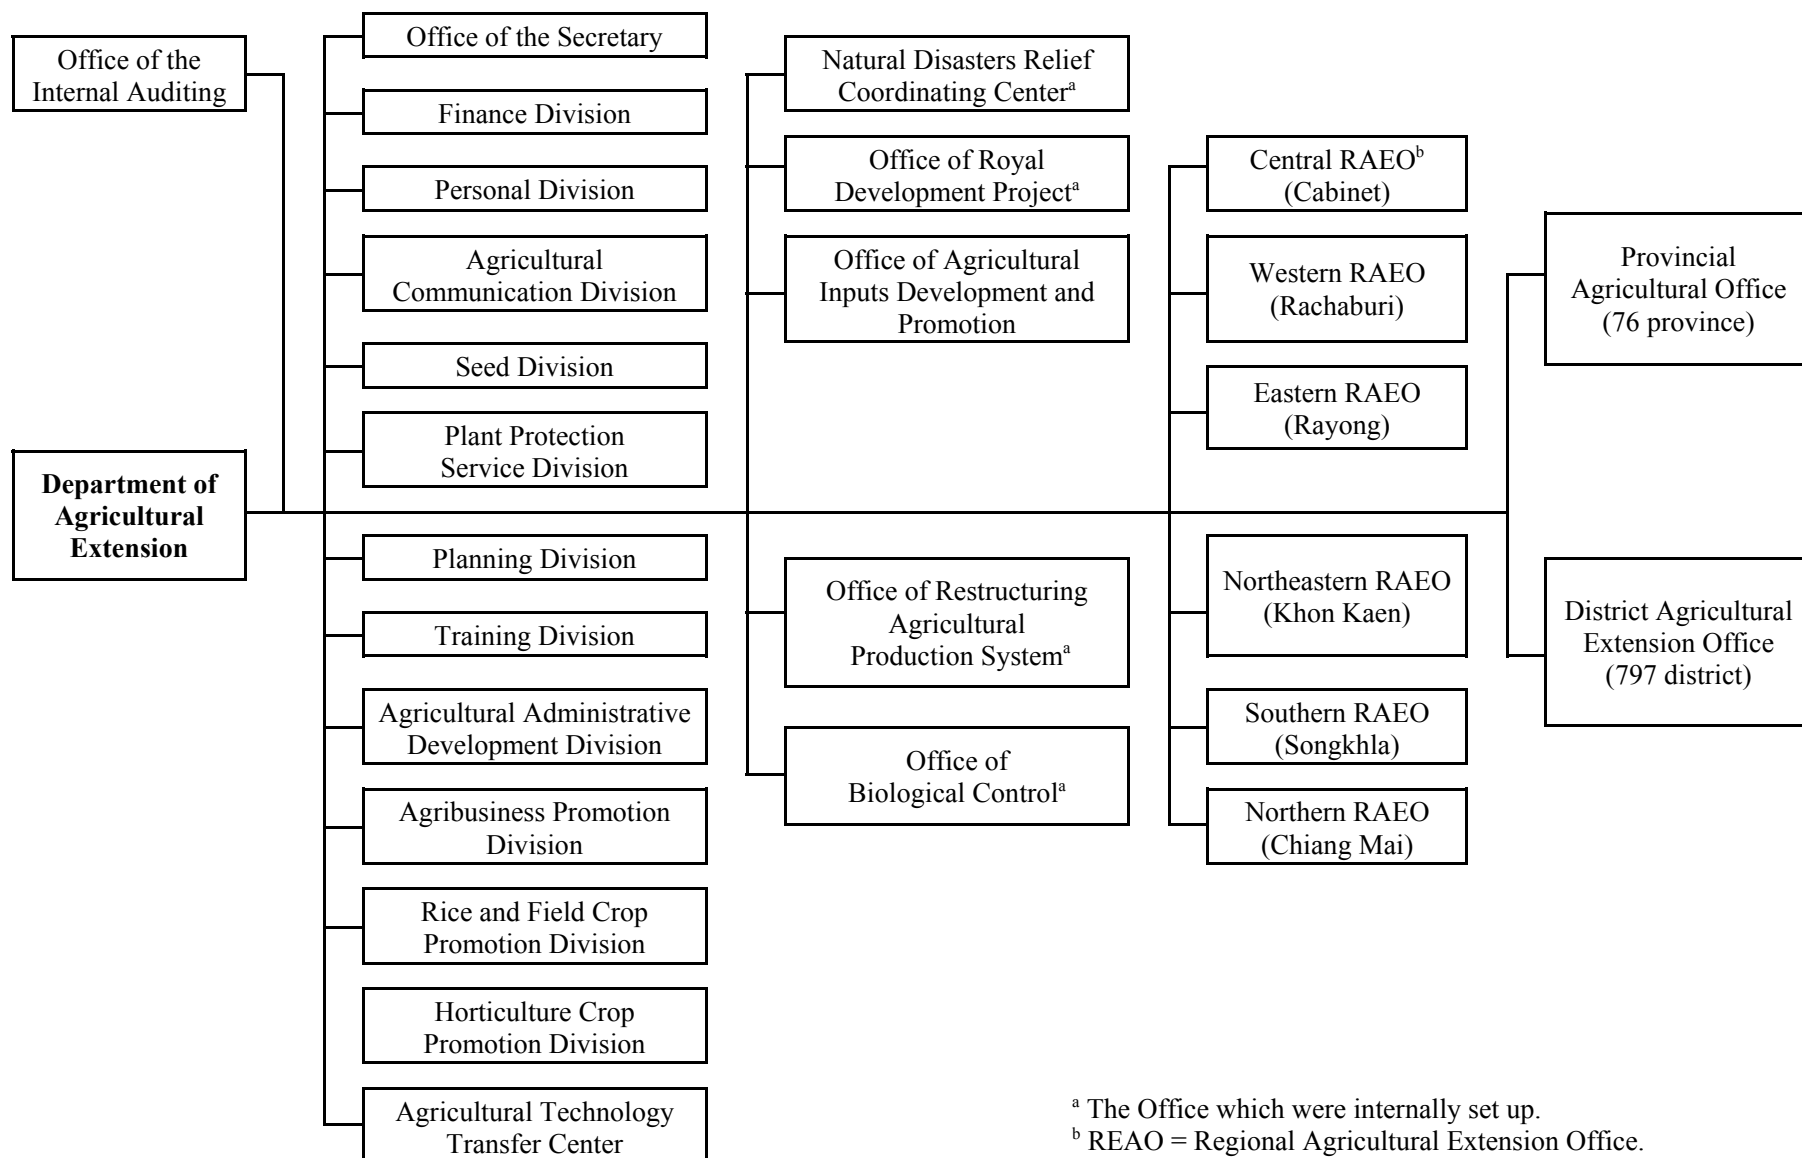 Office of the
Internal Auditing
Department of
Agricultural
Extension
Office of the Secretary
Finance Division
Personal Division
Agricultural
Communication Division
Seed Division
Plant Protection
Service Division
Planning Division
Training Division
Agricultural Administrative
Development Division
Agribusiness Promotion
Division
Rice and Field Crop
Promotion Division
Horticulture Crop
Promotion Division
Agricultural Technology
Transfer Center
Natural Disasters Relief
Coordinating Centerᵃ
Office of Royal
Development Projectᵃ
Office of Agricultural
Inputs Development and
Promotion
Office of Restructuring
Agricultural
Production Systemᵃ
Office of
Biological Controlᵃ
Central RAEOᵇ
(Cabinet)
Western RAEO
(Rachaburi)
Eastern RAEO
(Rayong)
Northeastern RAEO
(Khon Kaen)
Southern RAEO
(Songkhla)
Northern RAEO
(Chiang Mai)
Provincial
Agricultural Office
(76 province)
District Agricultural
Extension Office
(797 district)
ᵃ The Office which were internally set up.
ᵇ REAO = Regional Agricultural Extension Office.